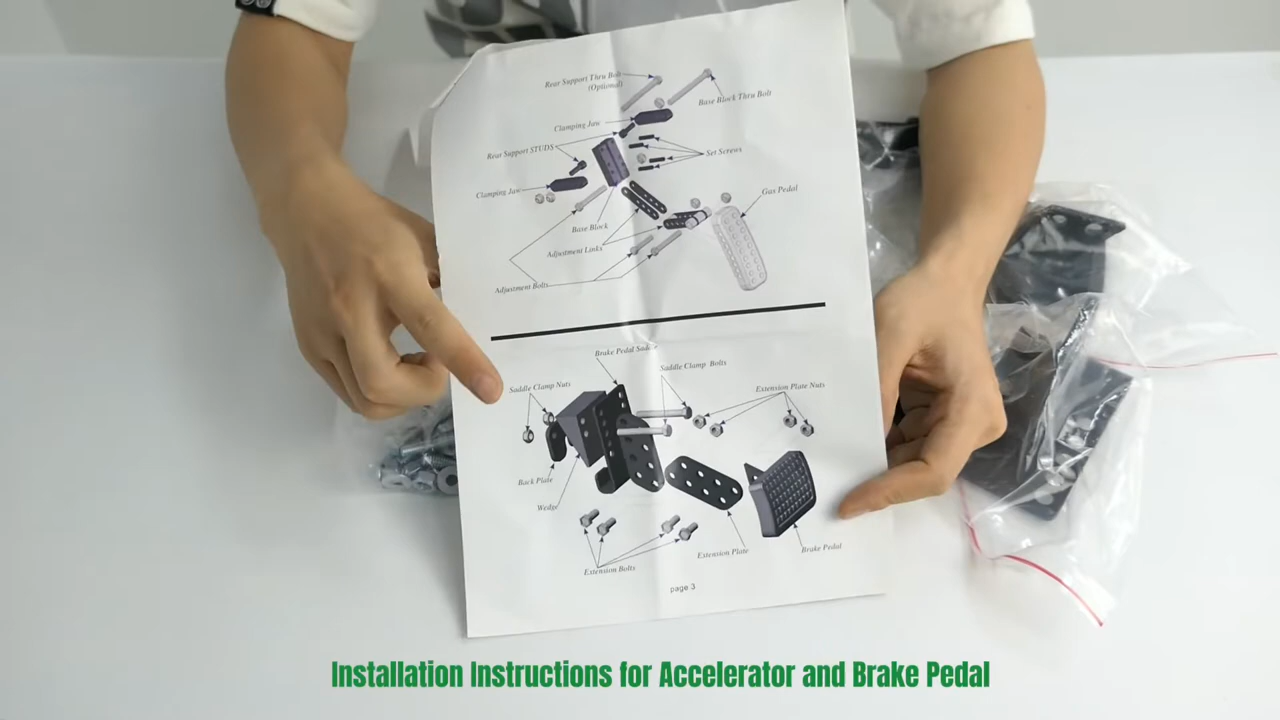 Rear Support Thru Bolt
(Optional)
Base Block Thru Bolt
Clamping Jaw
Rear Support STUDS
Set Screws
Clamping Jaw
Gas Pedal
Base Block
Adjustment Links
Adjustment Bolts
Brake Pedal Saddle
Saddle Clamp Bolts
Saddle Clamp Nuts
Extension Plate Nuts
Back Plate
Wedge
Extension Plate
Brake Pedal
Extension Bolts
page 3
Installation Instructions for Accelerator and Brake Pedal